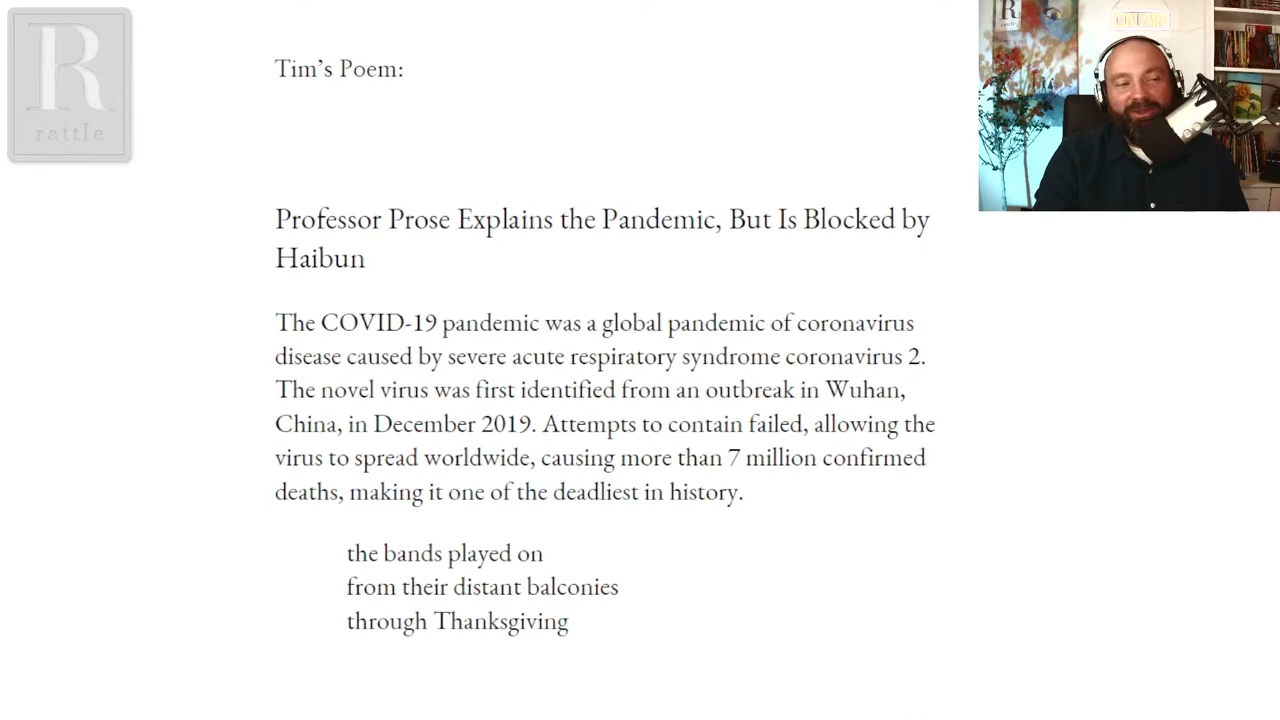 R
rattle
Tim's Poem:
R
ON AIR
Professor Prose Explains the Pandemic, But Is Blocked by
Haibun
The COVID-19 pandemic was a global pandemic of coronavirus
disease caused by severe acute respiratory syndrome coronavirus 2.
The novel virus was first identified from an outbreak in Wuhan,
China, in December 2019. Attempts to contain failed, allowing the
virus to spread worldwide, causing more than 7 million confirmed
deaths, making it one of the deadliest in history.
the bands played on
from their distant balconies
through Thanksgiving